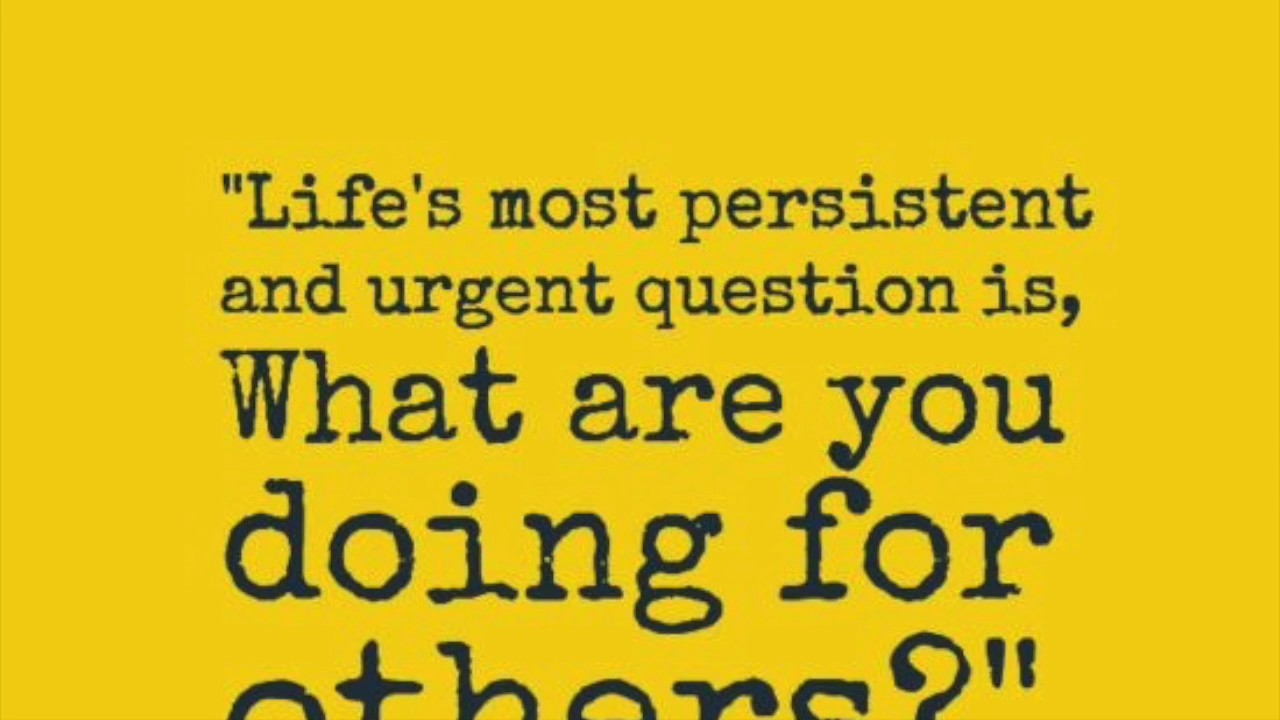 "Life's most persistent
and urgent question is,
What are you
doing for
others?"